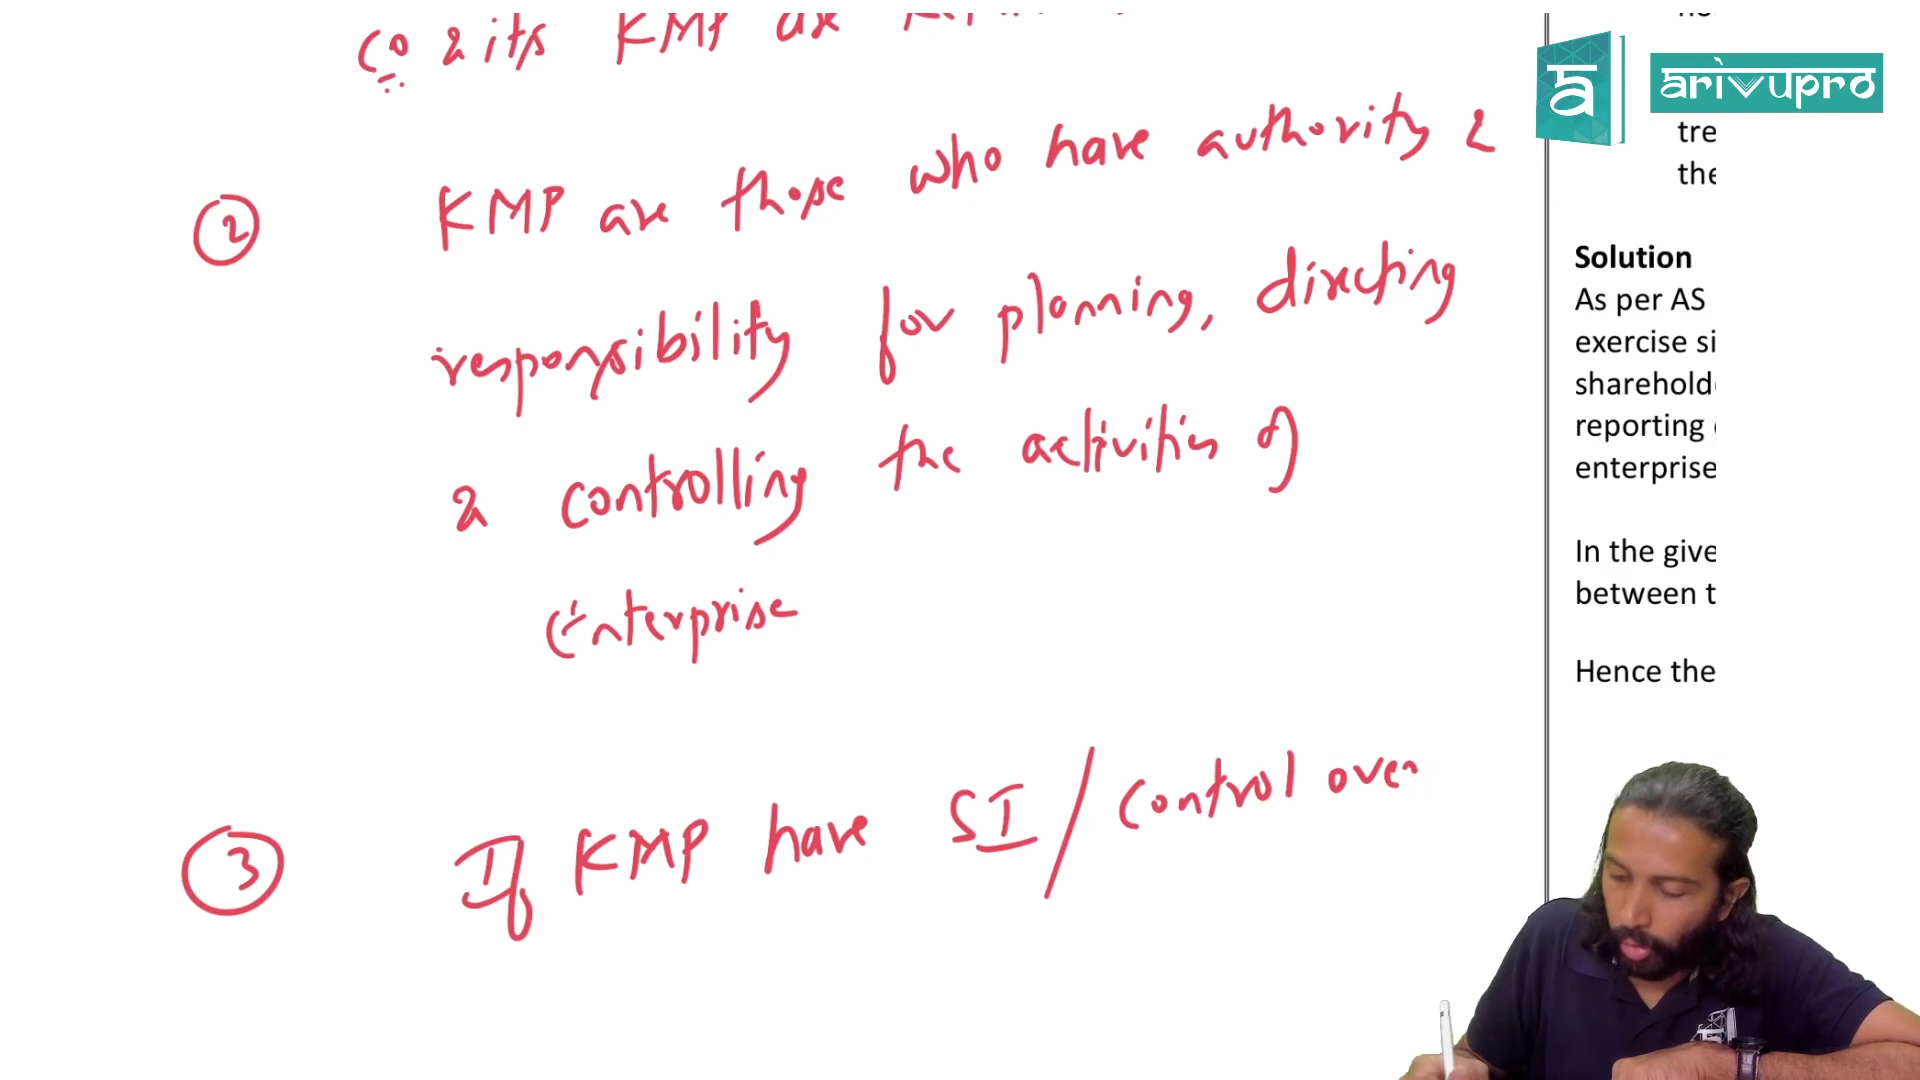 Co & its KMP are
② KMP are those who have authority &
responsibility for planning, directing
& controlling the activities of
Enterprise
③ If KMP have SI / control over
arivupro
tre
the
Solution
As per AS
exercise si
shareholde
reporting
enterprise
In the give
between t
Hence the